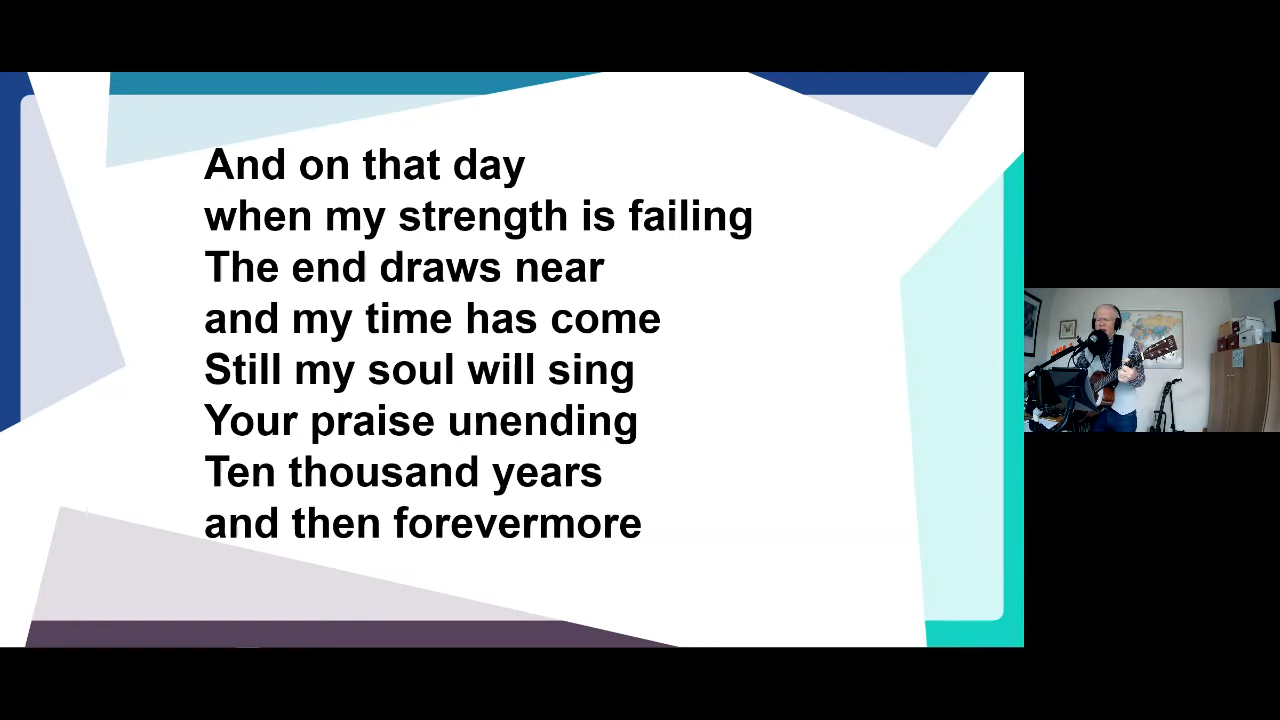 And on that day
when my strength is failing
The end draws near
and my time has come
Still my soul will sing
Your praise unending
Ten thousand years
and then forevermore